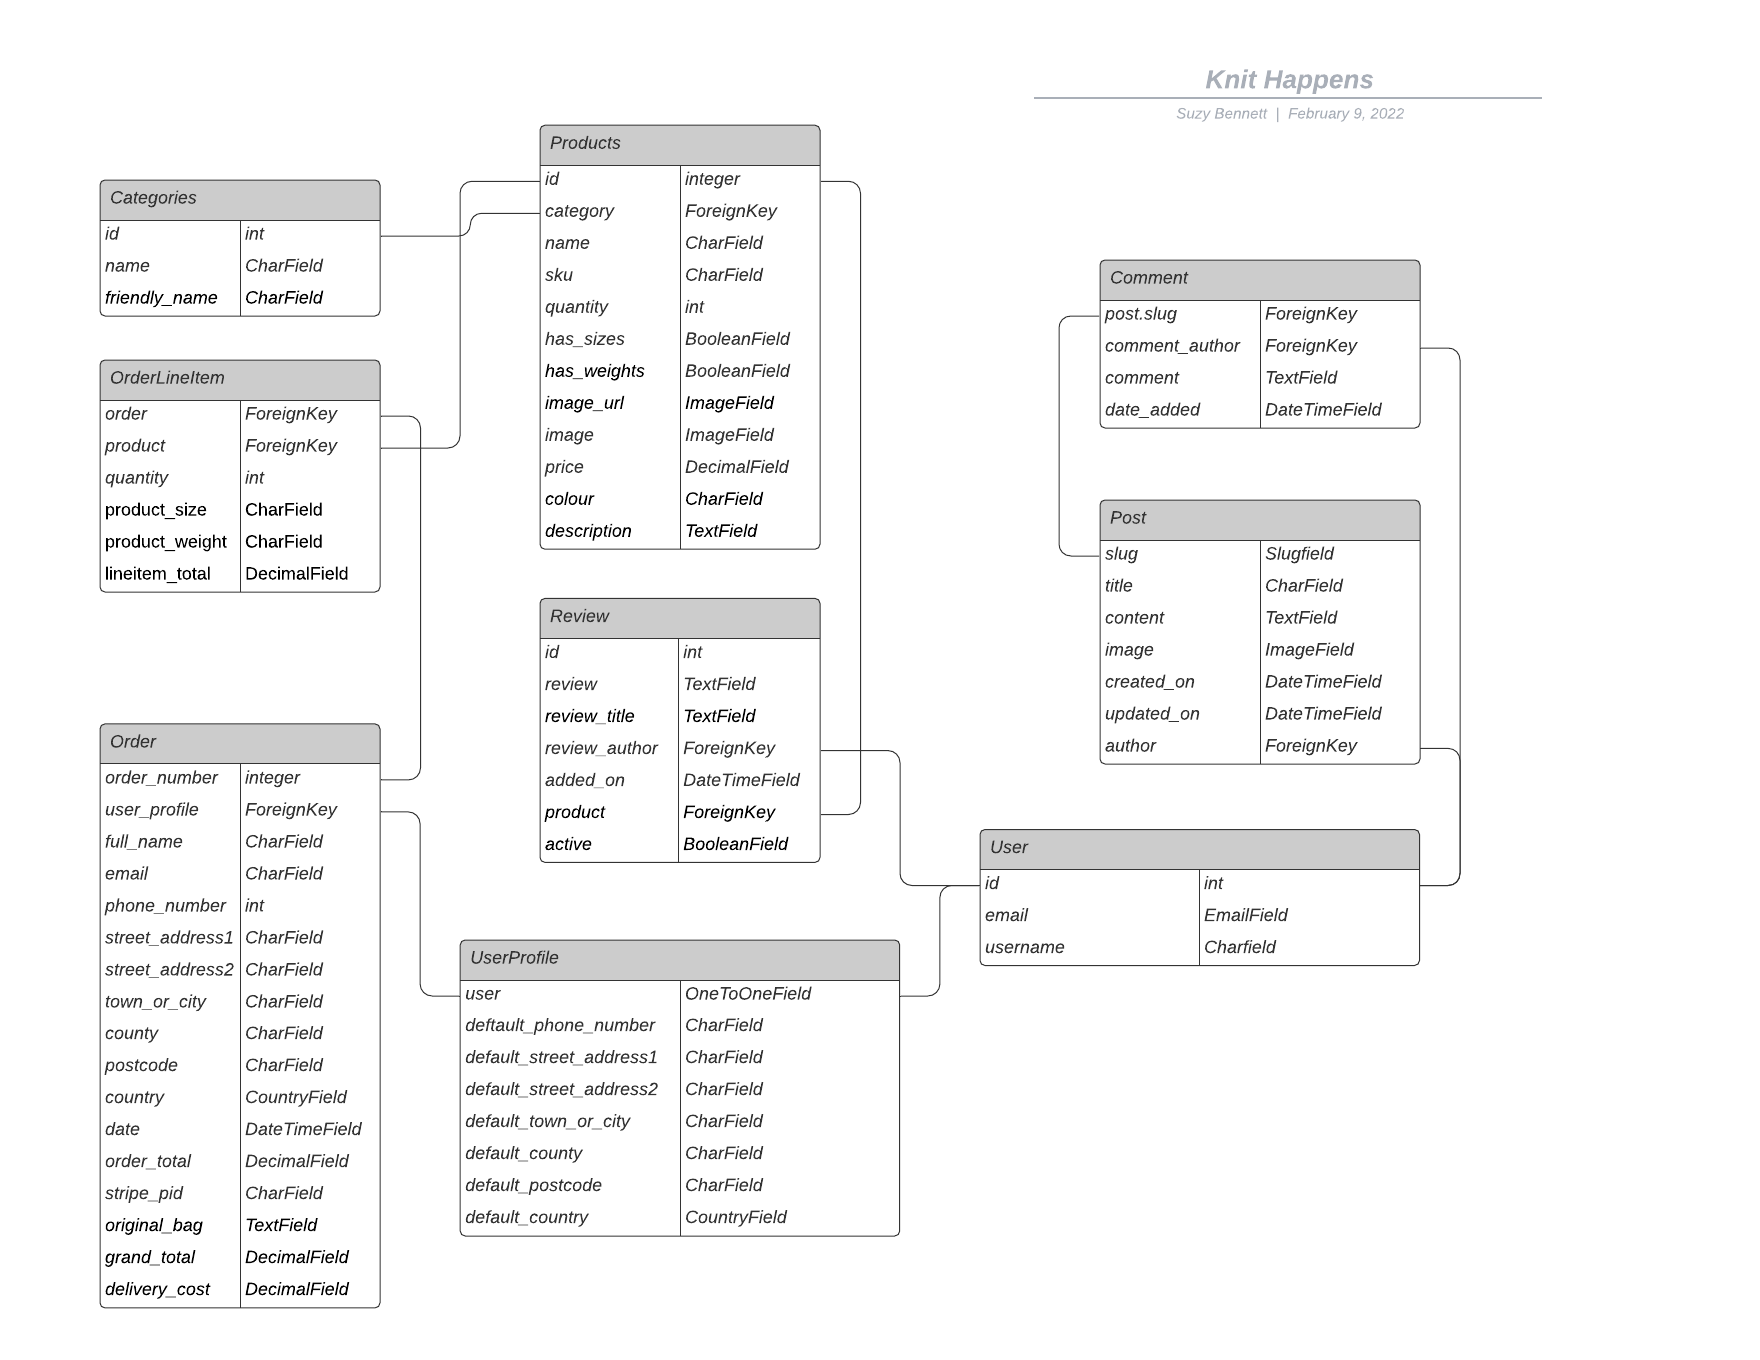 Knit Happens
Suzy Bennett | February 9, 2022
Categories
id int
name CharField
friendly_name CharField
OrderLineItem
order ForeignKey
product ForeignKey
quantity int
product_size CharField
product_weight CharField
lineitem_total DecimalField
Order
order_number integer
user_profile ForeignKey
full_name CharField
email CharField
phone_number int
street_address1 CharField
street_address2 CharField
town_or_city CharField
county CharField
postcode CharField
country CountryField
date DateTimeField
order_total DecimalField
stripe_pid CharField
original_bag TextField
grand_total DecimalField
delivery_cost DecimalField
Products
id integer
category ForeignKey
name CharField
sku CharField
quantity int
has_sizes BooleanField
has_weights BooleanField
image_url ImageField
image ImageField
price DecimalField
colour CharField
description TextField
Review
id int
review TextField
review_title TextField
review_author ForeignKey
added_on DateTimeField
product ForeignKey
active BooleanField
UserProfile
user OneToOneField
deftault_phone_number CharField
default_street_address1 CharField
default_street_address2 CharField
default_town_or_city CharField
default_county CharField
default_postcode CharField
default_country CountryField
Comment
post.slug ForeignKey
comment_author ForeignKey
comment TextField
date_added DateTimeField
Post
slug Slugfield
title CharField
content TextField
image ImageField
created_on DateTimeField
updated_on DateTimeField
author ForeignKey
User
id int
email EmailField
username Charfield